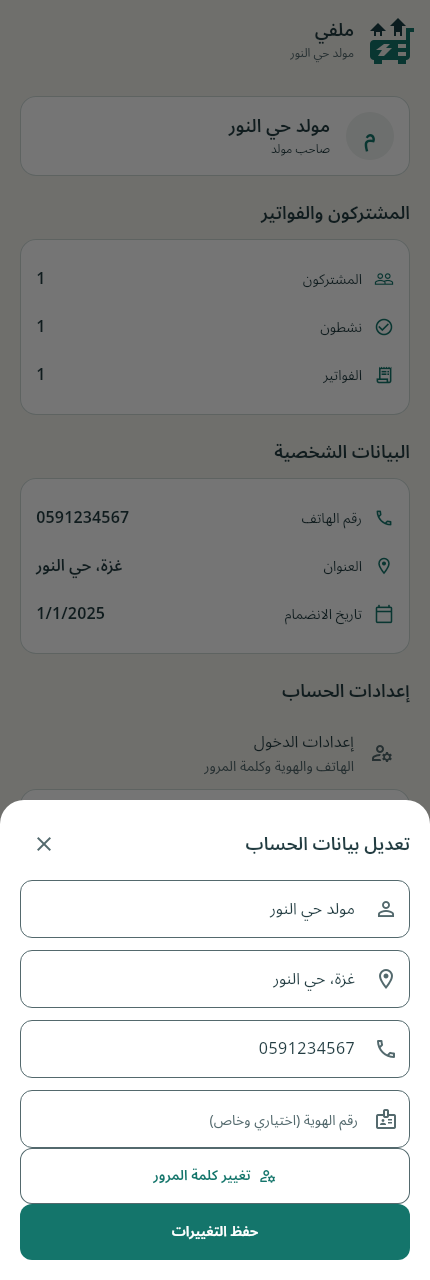 ملفي
مولد حي النور
م
مولد حي النور
صاحب مولد
المشتركون والفواتير
المشتركون 1
نشطون 1
الفواتير 1
البيانات الشخصية
رقم الهاتف 0591234567
العنوان غزة، حي النور
تاريخ الانضمام 1/1/2025
إعدادات الحساب
إعدادات الدخول
الهاتف والهوية وكلمة المرور
تعديل بيانات الحساب
مولد حي النور
غزة، حي النور
0591234567
رقم الهوية (اختياري وخاص)
تغيير كلمة المرور
حفظ التغييرات